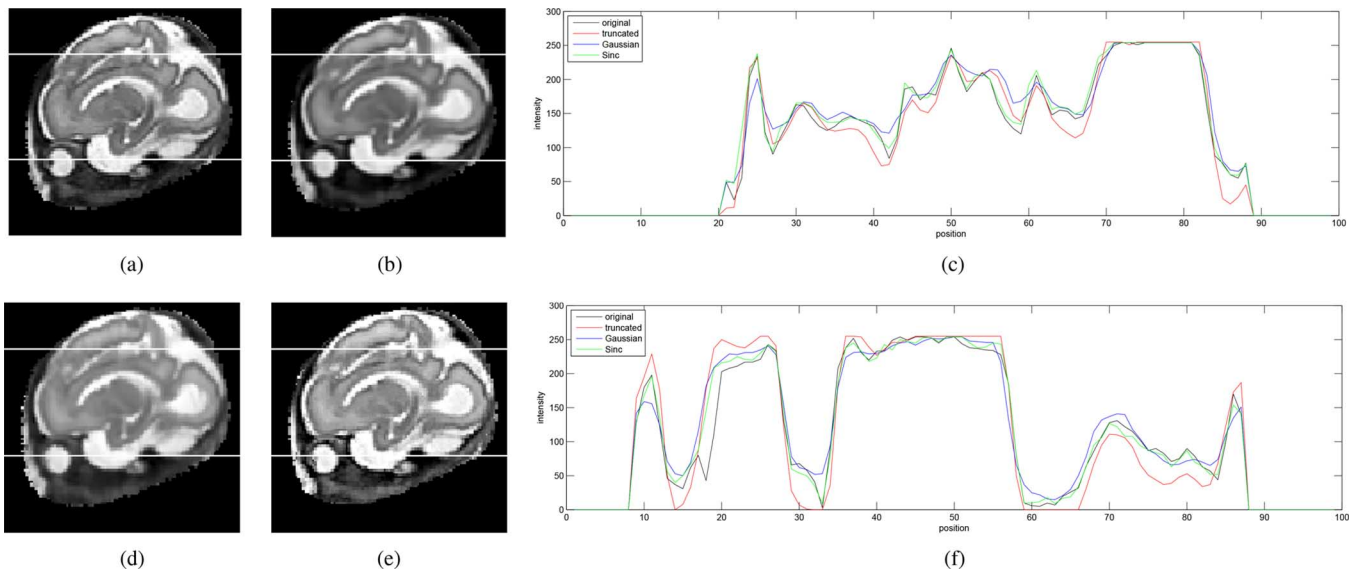 300
250
200
150
100
50
0
intensity
original
truncated
Gaussian
Sinc
0 10 20 30 40 50 60 70 80 90 100
position
(a)
(b)
(c)
300
250
200
150
100
50
0
intensity
original
truncated
Gaussian
Sinc
0 10 20 30 40 50 60 70 80 90 100
position
(d)
(e)
(f)